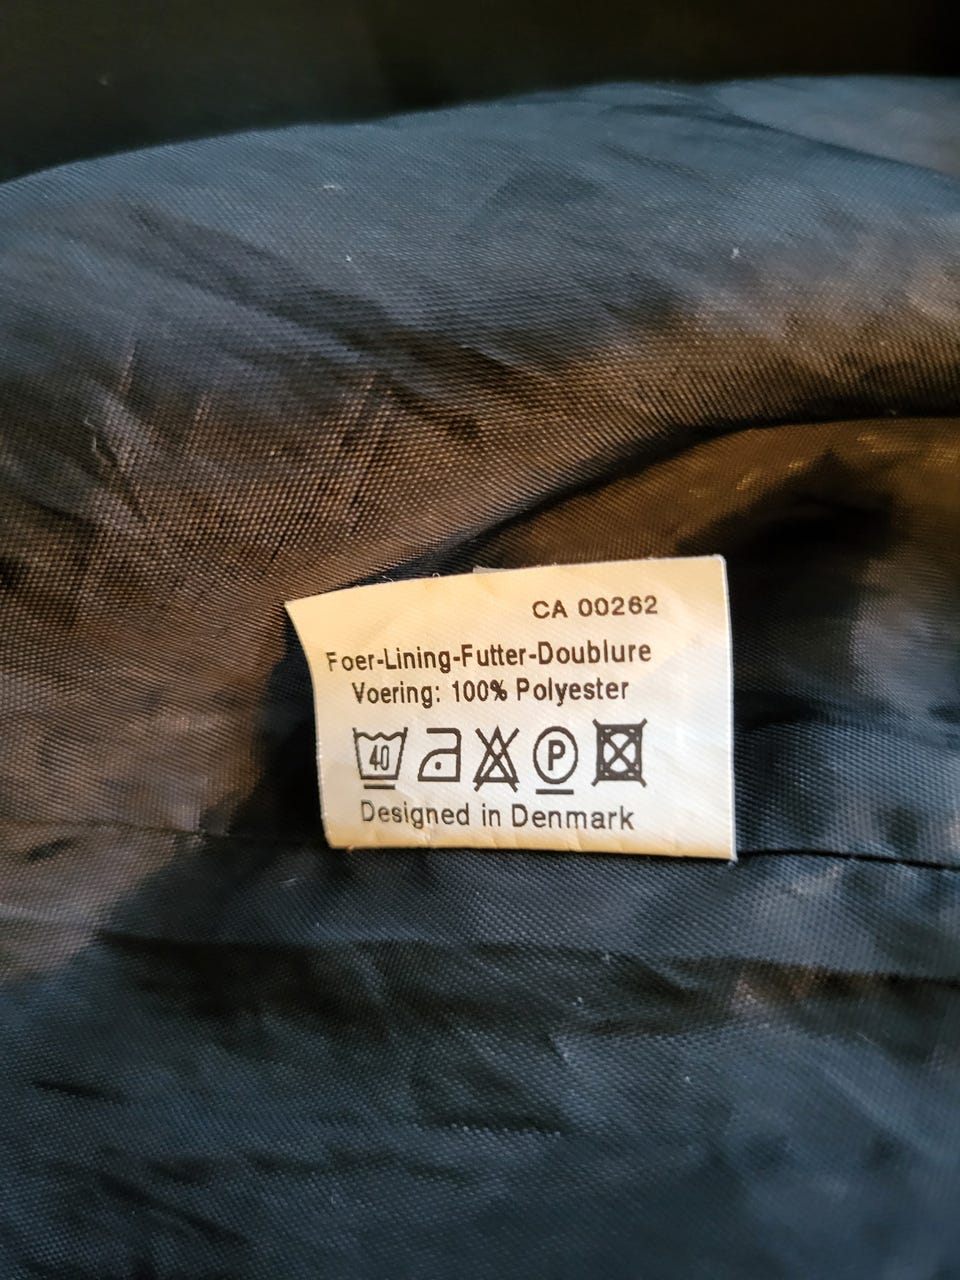 CA 00262
Foer-Lining-Futter-Doublure
Voering: 100% Polyester
40 P
Designed in Denmark